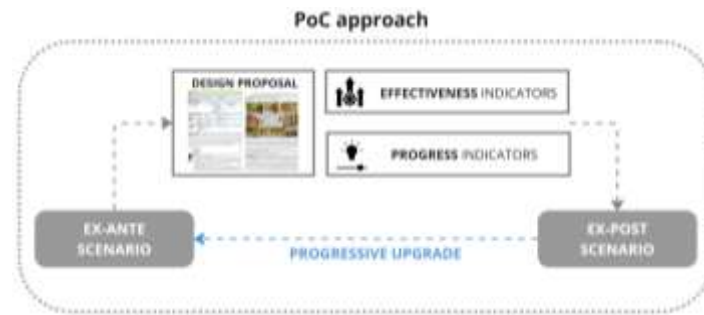 PoC approach
DESIGN PROPOSAL
EFFECTIVENESS INDICATORS
PROGRESS INDICATORS
EX-ANTE
SCENARIO
PROGRESSIVE UPGRADE
EX-POST
SCENARIO